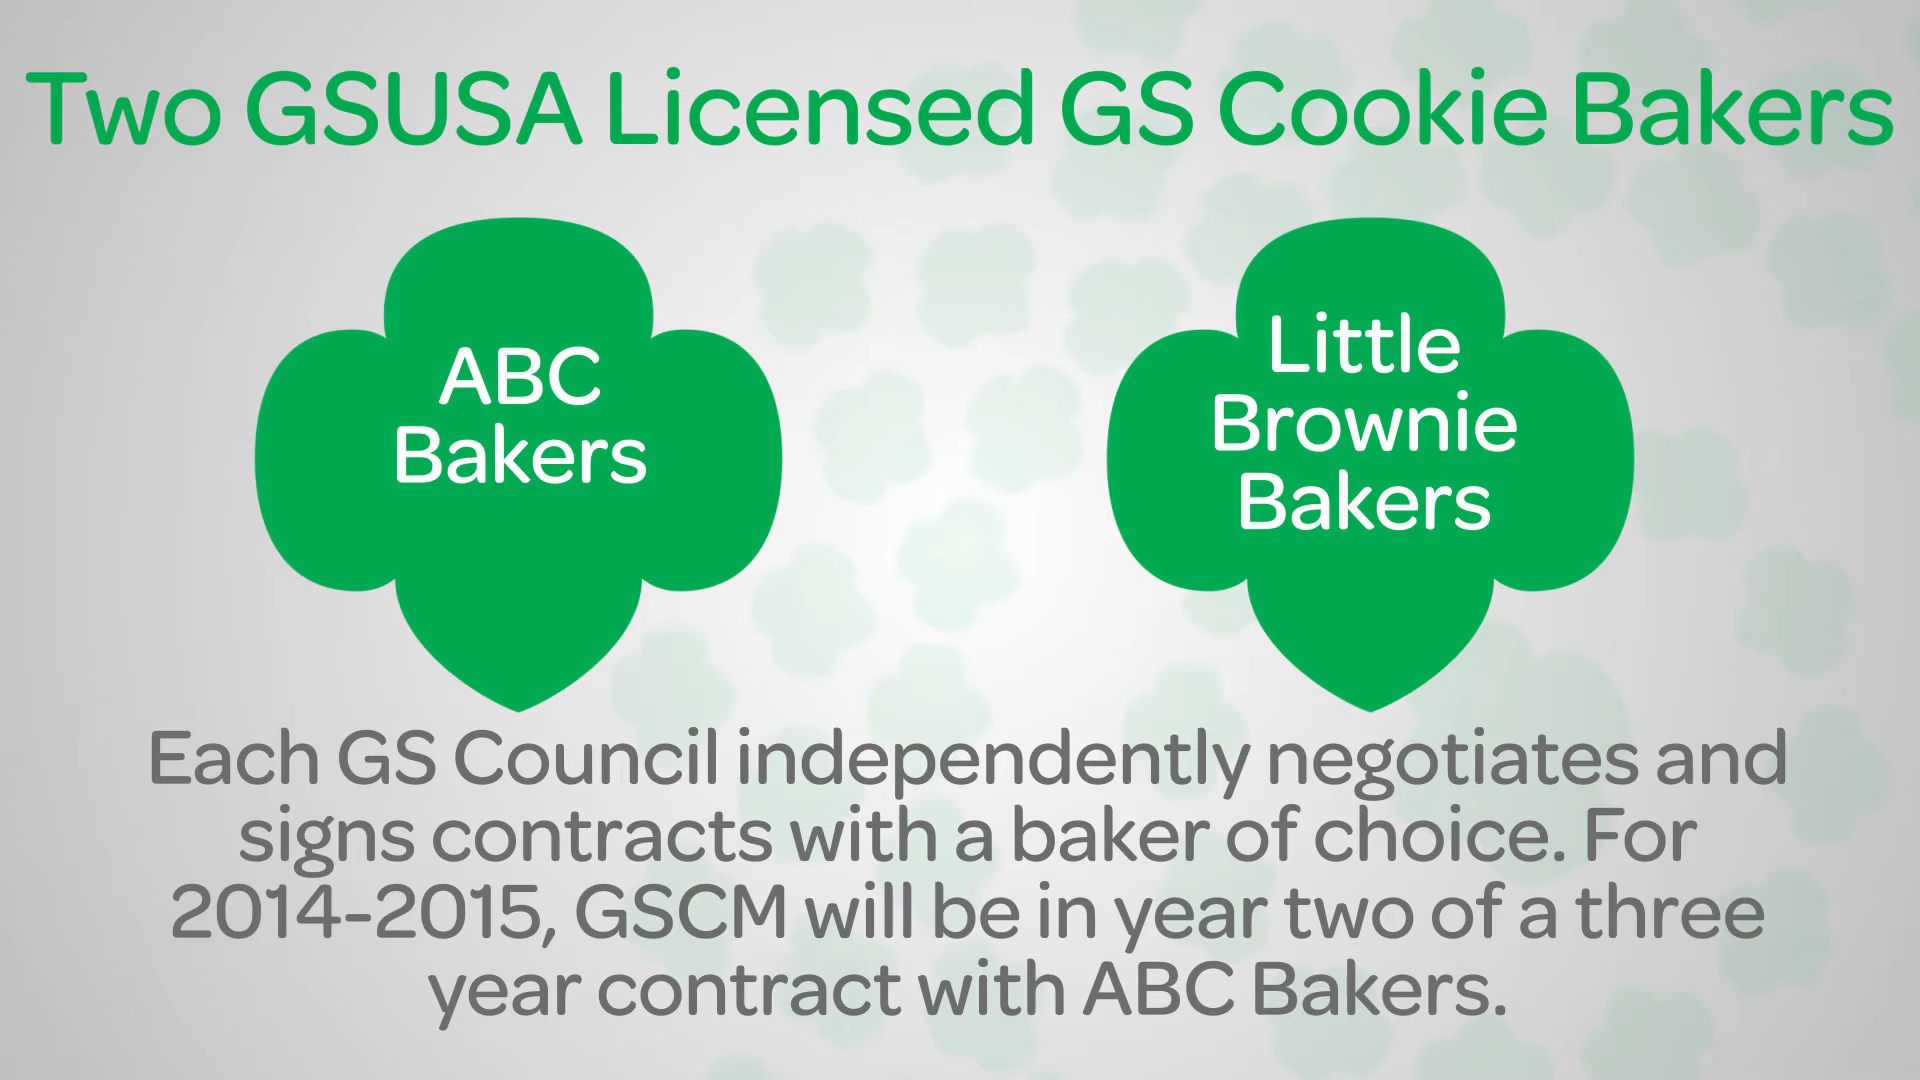 Two GSUSA Licensed GS Cookie Bakers
ABC
Bakers
Little
Brownie
Bakers
Each GS Council independently negotiates and
signs contracts with a baker of choice. For
2014-2015, GSCM will be in year two of a three
year contract with ABC Bakers.